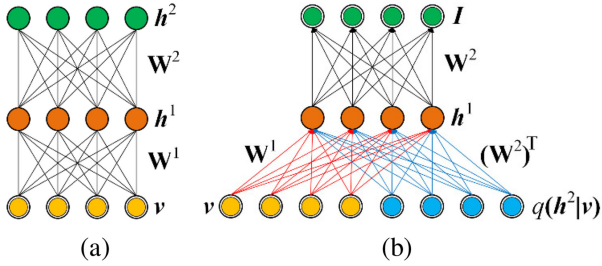 h² I
W² W²
h¹ h¹
W¹ W¹ (W²)ᵀ
v v q(h²|v)
(a) (b)